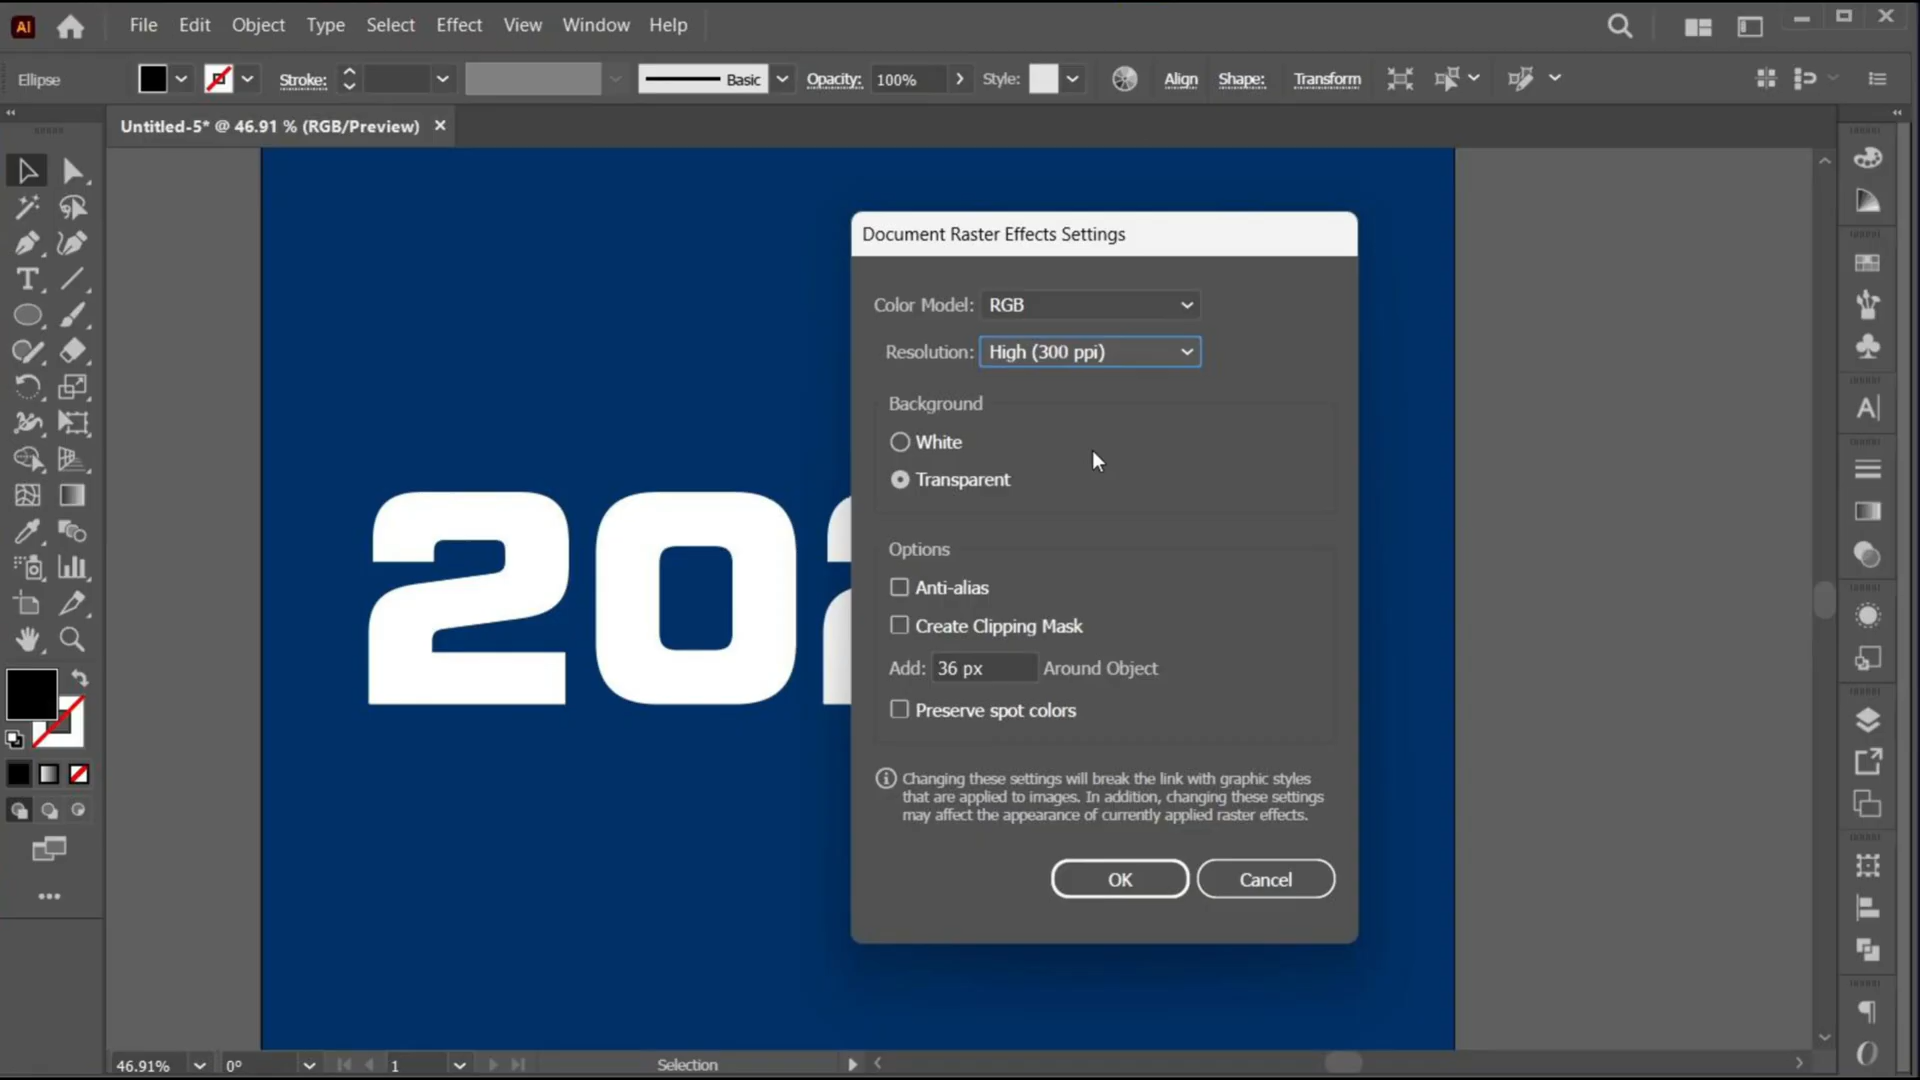 Ai File Edit Object Type Select Effect View Window Help
Ellipse Stroke: Basic Opacity: 100% Style: Align Shape: Transform
Untitled-5* @ 46.91 % (RGB/Preview)
Document Raster Effects Settings
Color Model: RGB
Resolution: High (300 ppi)
Background
White
Transparent
Options
Anti-alias
Create Clipping Mask
Add: 36 px Around Object
Preserve spot colors
Changing these settings will break the link with graphic styles
that are applied to images. In addition, changing these settings
may affect the appearance of currently applied raster effects.
OK Cancel
202
46.91% 0° 1 Selection